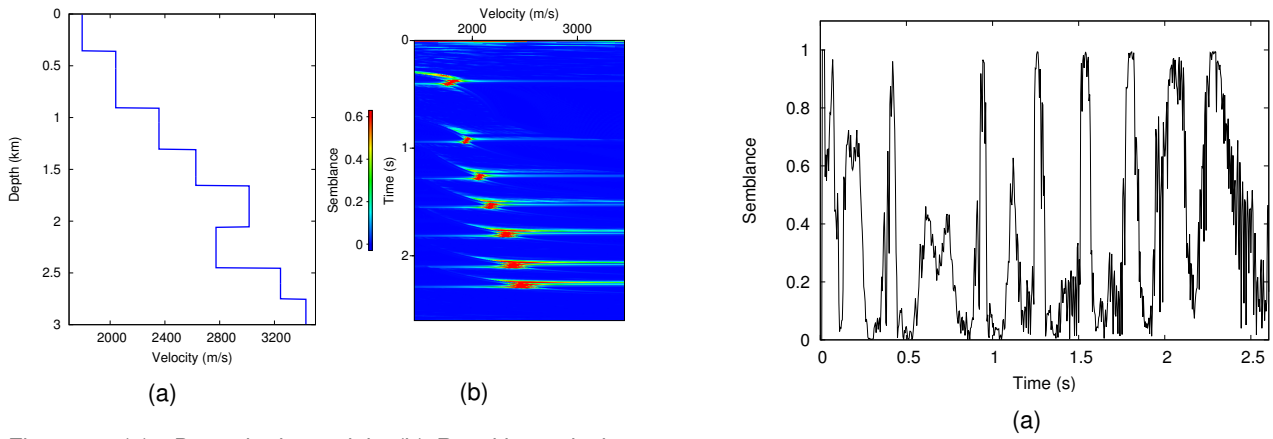 0
0.5
1
1.5
2
2.5
3
Depth (km)
2000 2400 2800 3200
Velocity (m/s)
(a)
Velocity (m/s)
2000 3000
0
1
2
Time (s)
0.6
0.4
0.2
0
Semblance
(b)
1
0.8
0.6
0.4
0.2
0
Semblance
0 0.5 1 1.5 2 2.5
Time (s)
(a)